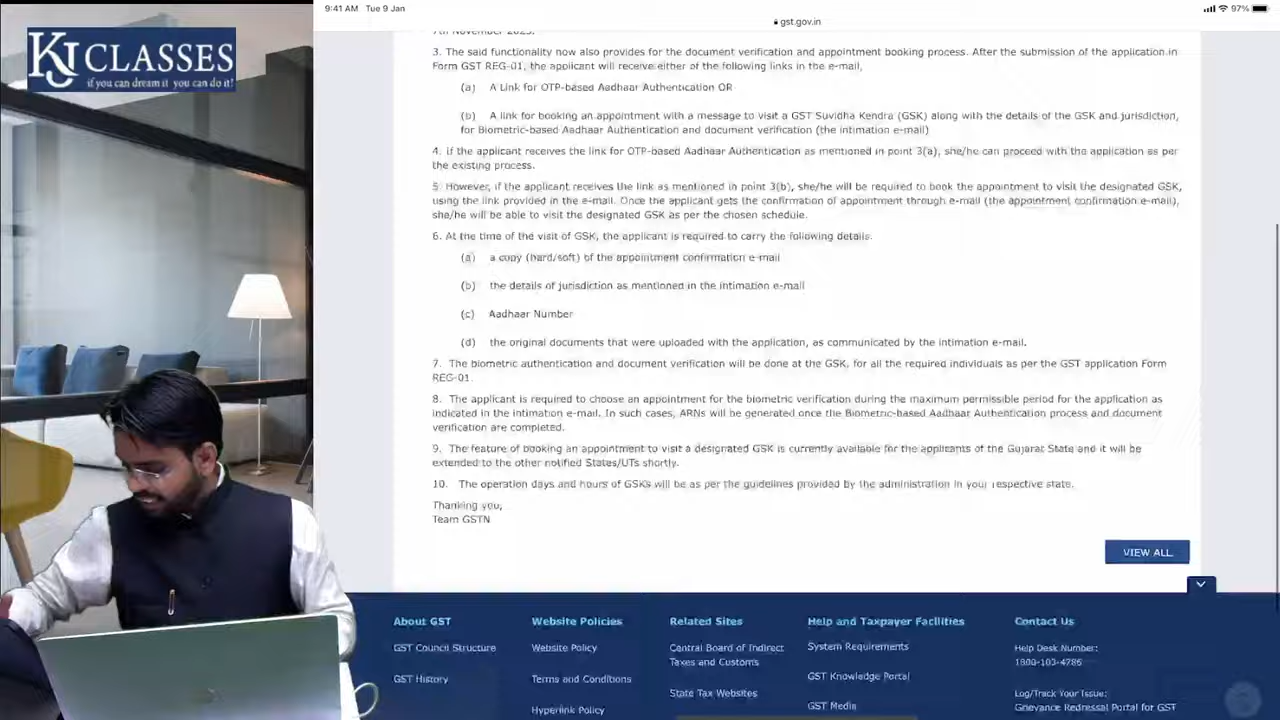 9:41 AM Tue 9 Jan
97%
gst.gov.in
KJ CLASSES
if you can dream it you can do it!
7th November 2023.
3. The said functionality now also provides for the document verification and appointment booking process. After the submission of the application in
Form GST REG-01, the applicant will receive either of the following links in the e-mail,
(a) A Link for OTP-based Aadhaar Authentication OR
(b) A link for booking an appointment with a message to visit a GST Suvidha Kendra (GSK) along with the details of the GSK and jurisdiction,
for Biometric-based Aadhaar Authentication and document verification (the intimation e-mail)
4. If the applicant receives the link for OTP-based Aadhaar Authentication as mentioned in point 3(a), she/he can proceed with the application as per
the existing process.
5. However, if the applicant receives the link as mentioned in point 3(b), she/he will be required to book the appointment to visit the designated GSK,
using the link provided in the e-mail. Once the applicant gets the confirmation of appointment through e-mail (the appointment confirmation e-mail),
she/he will be able to visit the designated GSK as per the chosen schedule.
6. At the time of the visit of GSK, the applicant is required to carry the following details.
(a) a copy (hard/soft) of the appointment confirmation e-mail
(b) the details of jurisdiction as mentioned in the intimation e-mail
(c) Aadhaar Number
(d) the original documents that were uploaded with the application, as communicated by the intimation e-mail.
7. The biometric authentication and document verification will be done at the GSK, for all the required individuals as per the GST application Form
REG-01.
8. The applicant is required to choose an appointment for the biometric verification during the maximum permissible period for the application as
indicated in the intimation e-mail. In such cases, ARNs will be generated once the Biometric-based Aadhaar Authentication process and document
verification are completed.
9. The feature of booking an appointment to visit a designated GSK is currently available for the applicants of the Gujarat State and it will be
extended to the other notified States/UTs shortly.
10. The operation days and hours of GSKs will be as per the guidelines provided by the administration in your respective state.
Thanking you,
Team GSTN
VIEW ALL
About GST
GST Council Structure
GST History
Website Policies
Website Policy
Terms and Conditions
Hyperlink Policy
Related Sites
Central Board of Indirect
Taxes and Customs
State Tax Websites
Help and Taxpayer Facilities
System Requirements
GST Knowledge Portal
GST Media
Contact Us
Help Desk Number:
1800-103-4786
Log/Track Your Issue:
Grievance Redressal Portal for GST